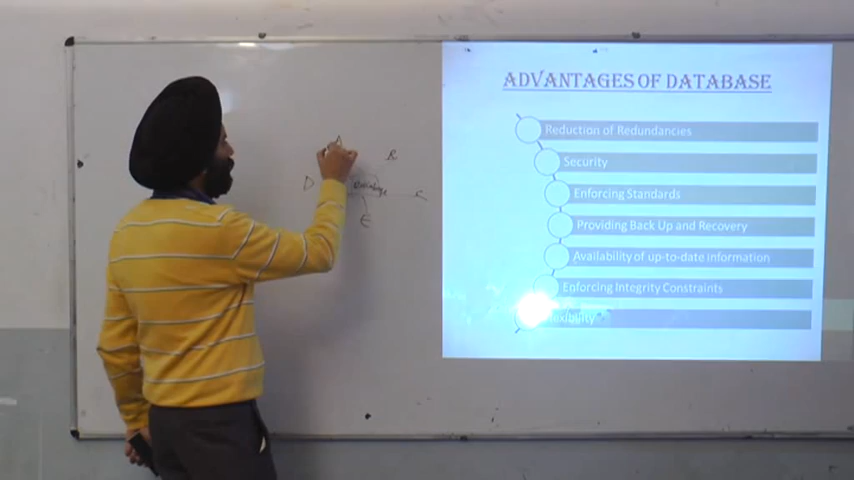 A
R
D
C
E
ADVANTAGES OF DATABASE
Reduction of Redundancies
Security
Enforcing Standards
Providing Back Up and Recovery
Availability of up-to-date information
Enforcing Integrity Constraints
Flexibility